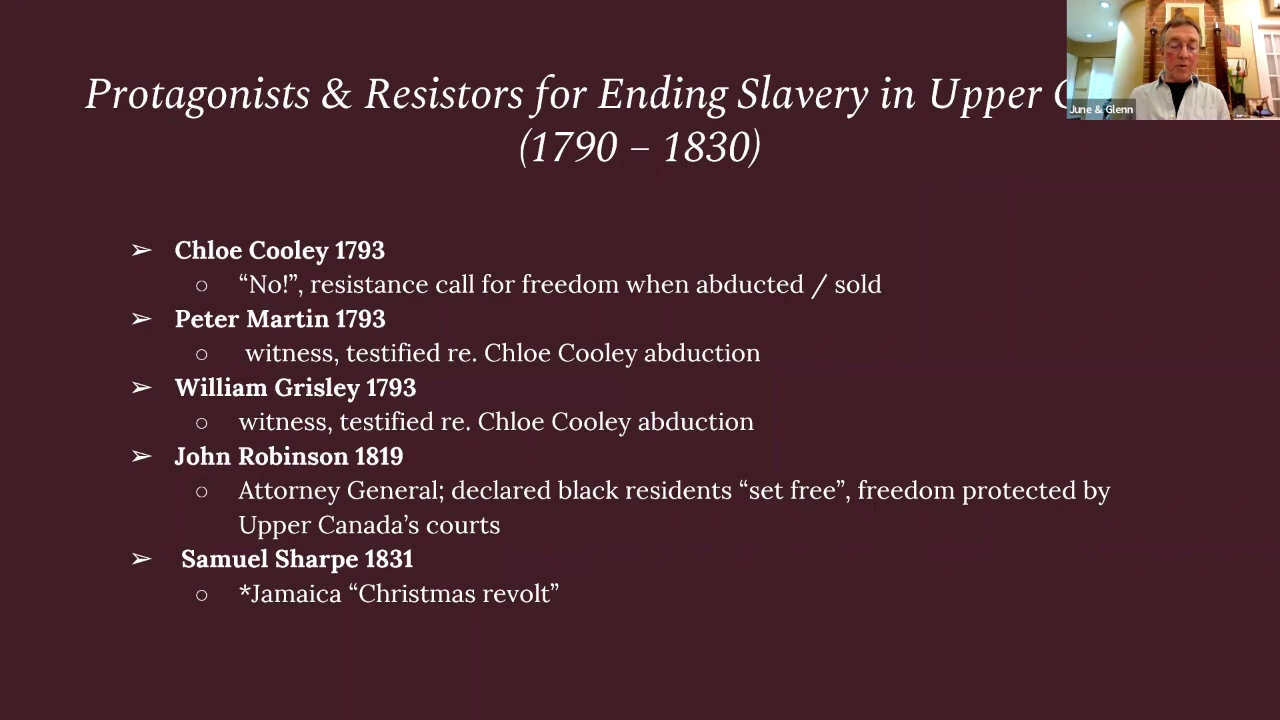 Protagonists & Resistors for Ending Slavery in Upper
(1790 – 1830)
June & Glenn
➢ Chloe Cooley 1793
○ “No!”, resistance call for freedom when abducted / sold
➢ Peter Martin 1793
○ witness, testified re. Chloe Cooley abduction
➢ William Grisley 1793
○ witness, testified re. Chloe Cooley abduction
➢ John Robinson 1819
○ Attorney General; declared black residents “set free”, freedom protected by
Upper Canada’s courts
➢ Samuel Sharpe 1831
○ *Jamaica “Christmas revolt”